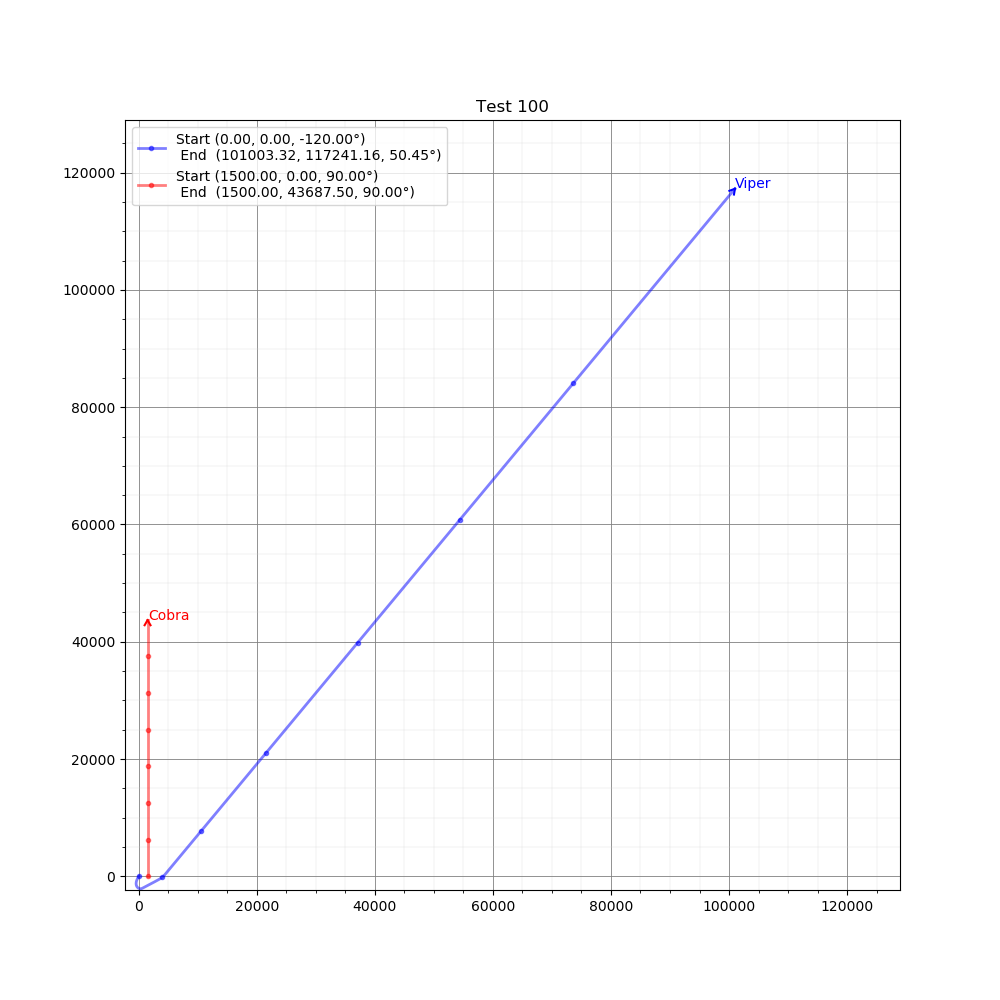 Test 100
Start (0.00, 0.00, -120.00°)
End (101003.32, 117241.16, 50.45°)
Start (1500.00, 0.00, 90.00°)
End (1500.00, 43687.50, 90.00°)
Viper
Cobra
120000
100000
80000
60000
40000
20000
0
0 20000 40000 60000 80000 100000 120000